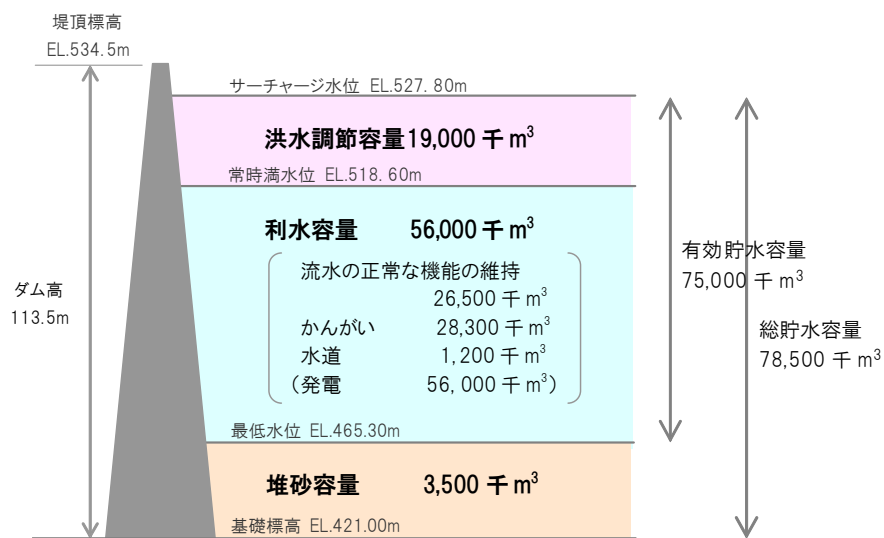 堤頂標高
EL.534.5m
サーチャージ水位 EL.527.80m
洪水調節容量19,000 千 m³
常時満水位 EL.518.60m
利水容量 56,000 千 m³
流水の正常な機能の維持
26,500 千 m³
かんがい 28,300 千 m³
水道 1,200 千 m³
(発電 56,000 千 m³)
最低水位 EL.465.30m
堆砂容量 3,500 千 m³
基礎標高 EL.421.00m
ダム高
113.5m
有効貯水容量
75,000 千 m³
総貯水容量
78,500 千 m³